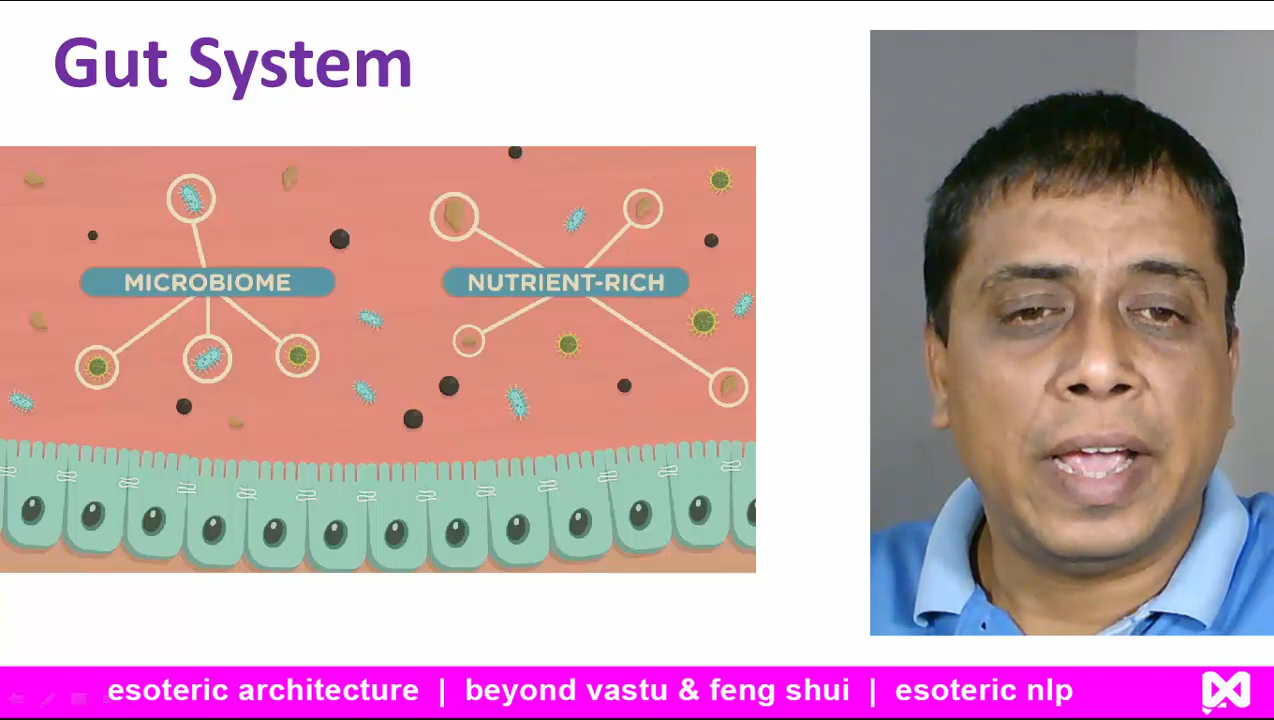 Gut System
MICROBIOME
NUTRIENT-RICH
esoteric architecture | beyond vastu & feng shui | esoteric nlp